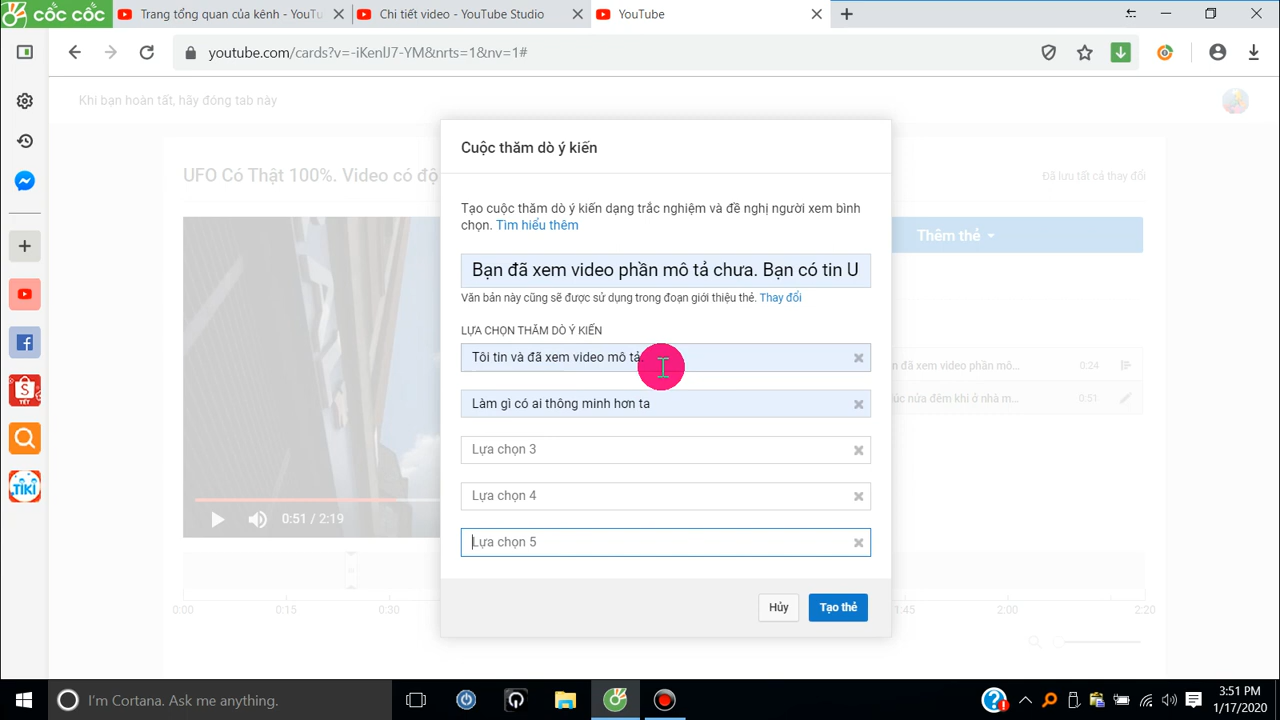 cốc cốc
Trang tổng quan của kênh - YouTu
Chi tiết video - YouTube Studio
YouTube
youtube.com/cards?v=-iKenlJ7-YM&nrts=1&nv=1#
Khi bạn hoàn tất, hãy đóng tab này
UFO Có Thật 100%. Video có độ
Đã lưu tất cả thay đổi
Cuộc thăm dò ý kiến
Tạo cuộc thăm dò ý kiến dạng trắc nghiệm và đề nghị người xem bình
chọn. Tìm hiểu thêm
Thêm thẻ
Bạn đã xem video phần mô tả chưa. Bạn có tin U
Văn bản này cũng sẽ được sử dụng trong đoạn giới thiệu thẻ. Thay đổi
LỰA CHỌN THĂM DÒ Ý KIẾN
Tôi tin và đã xem video mô tả
n đã xem video phần mô... 0:24
Làm gì có ai thông minh hơn ta
úc nửa đêm khi ở nhà m... 0:51
Lựa chọn 3
Lựa chọn 4
Lựa chọn 5
0:51 / 2:19
Hủy
Tạo thẻ
0:00 0:15 0:30 1:45 2:00 2:20
TẾT
TIKI
I'm Cortana. Ask me anything.
3:51 PM
1/17/2020